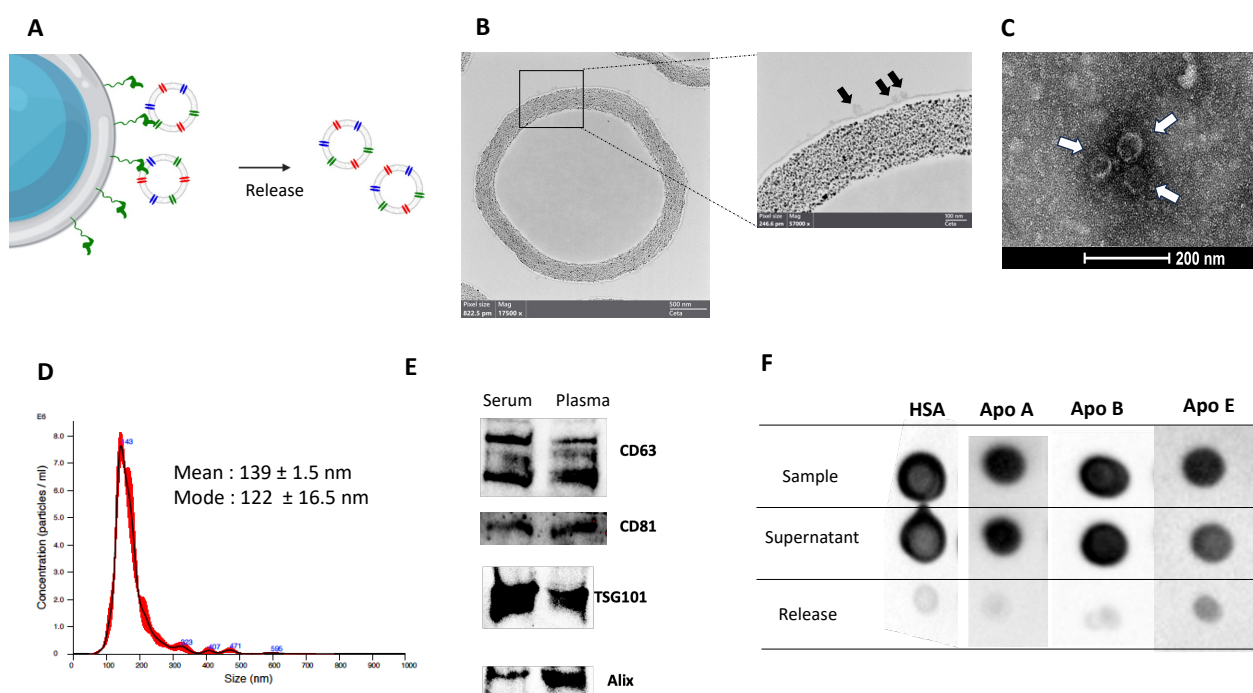 A
Release
B
Pixel size Mag
822.5 pm 17500 x
500 nm
Ceta
Pixel size Mag
246.6 pm 57000 x
100 nm
Ceta
C
200 nm
D
E6
8.0
7.0
6.0
5.0
4.0
3.0
2.0
1.0
0
Concentration (particles / ml)
143
323
407
471
595
Mean : 139 ± 1.5 nm
Mode : 122 ± 16.5 nm
0 100 200 300 400 500 600 700 800 900 1000
Size (nm)
E
Serum Plasma
CD63
CD81
TSG101
Alix
F
HSA Apo A Apo B Apo E
Sample
Supernatant
Release